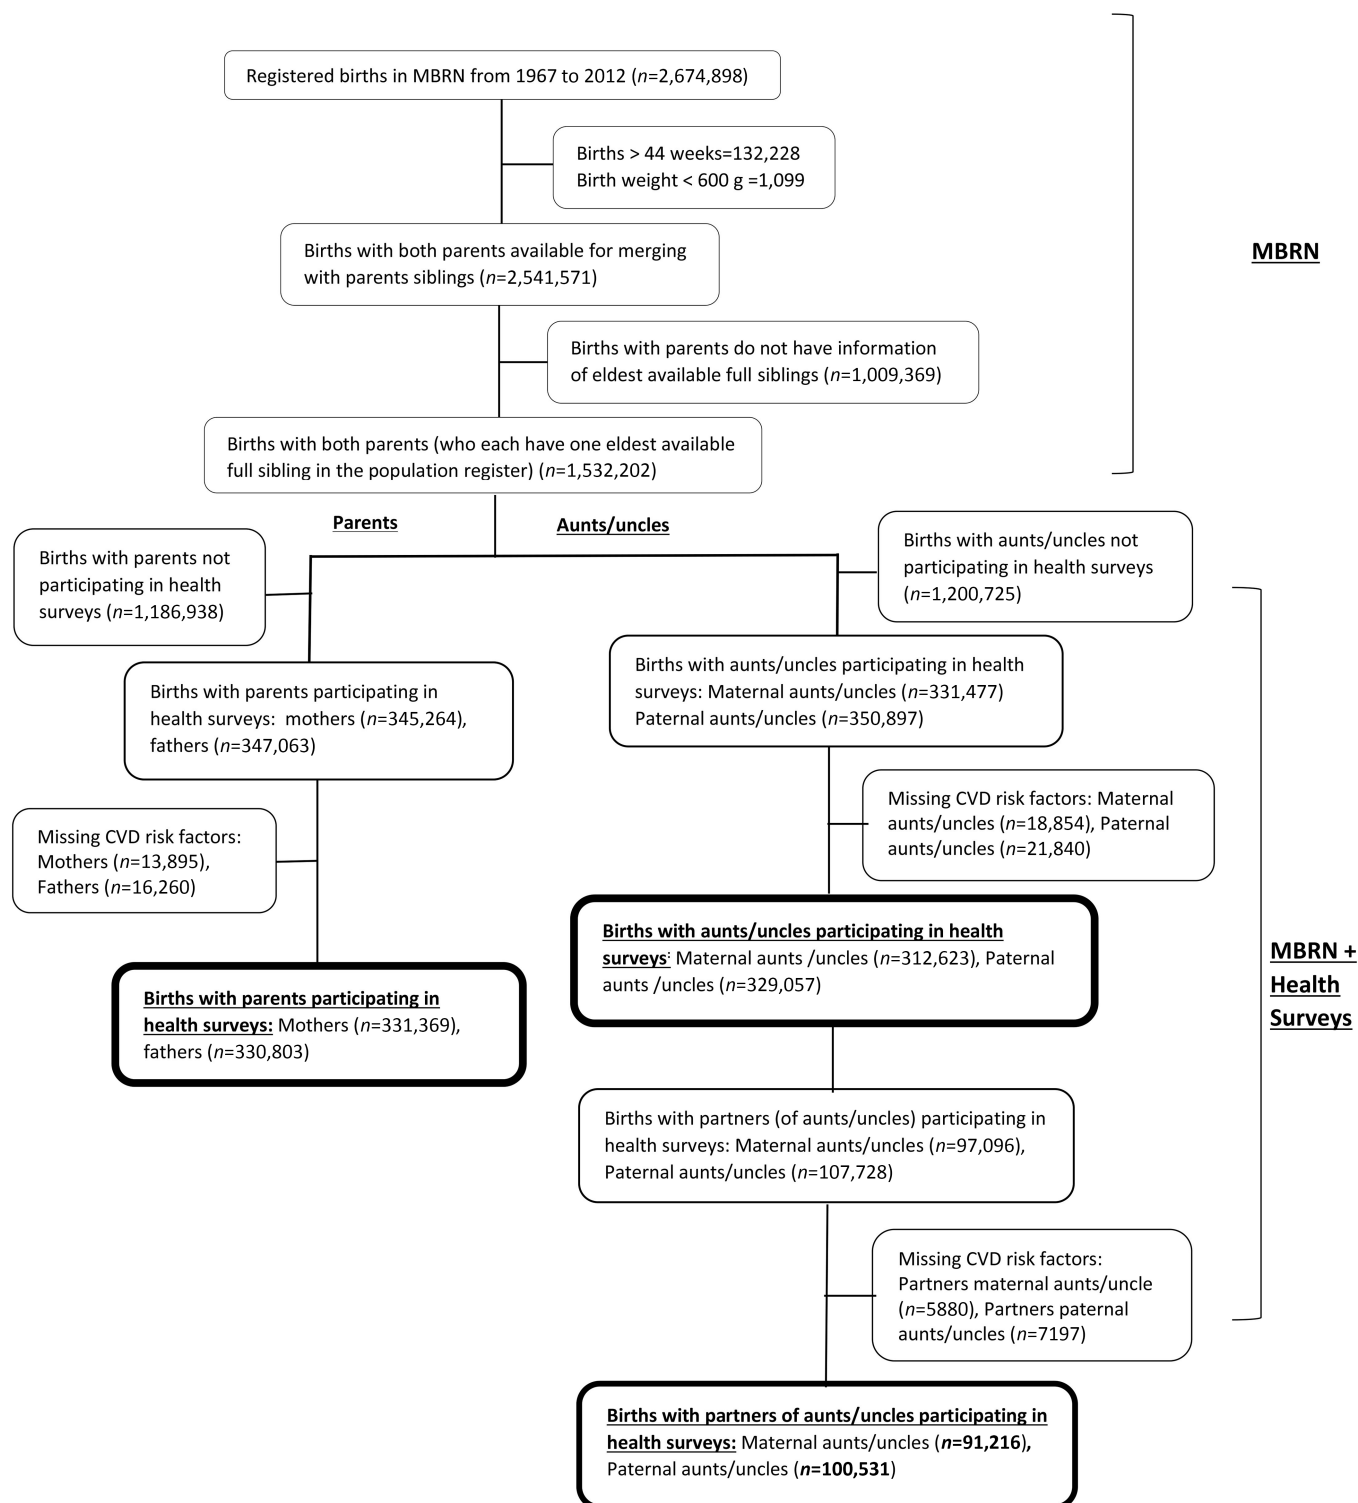 Registered births in MBRN from 1967 to 2012 (n=2,674,898)
Births > 44 weeks=132,228
Birth weight < 600 g =1,099
Births with both parents available for merging
with parents siblings (n=2,541,571)
MBRN
Births with parents do not have information
of eldest available full siblings (n=1,009,369)
Births with both parents (who each have one eldest available
full sibling in the population register) (n=1,532,202)
Parents
Aunts/uncles
Births with parents not
participating in health
surveys (n=1,186,938)
Births with aunts/uncles not
participating in health surveys
(n=1,200,725)
Births with parents participating in
health surveys:  mothers (n=345,264),
fathers (n=347,063)
Births with aunts/uncles participating in health
surveys: Maternal aunts/uncles (n=331,477)
Paternal aunts/uncles (n=350,897)
Missing CVD risk factors:
Mothers (n=13,895),
Fathers (n=16,260)
Missing CVD risk factors: Maternal
aunts/uncles (n=18,854), Paternal
aunts/uncles (n=21,840)
Births with parents participating in
health surveys: Mothers (n=331,369),
fathers (n=330,803)
Births with aunts/uncles participating in health
surveys: Maternal aunts /uncles (n=312,623), Paternal
aunts /uncles (n=329,057)
MBRN +
Health
Surveys
Births with partners (of aunts/uncles) participating in
health surveys: Maternal aunts/uncles (n=97,096),
Paternal aunts/uncles (n=107,728)
Missing CVD risk factors:
Partners maternal aunts/uncle
(n=5880), Partners paternal
aunts/uncles (n=7197)
Births with partners of aunts/uncles participating in
health surveys: Maternal aunts/uncles (n=91,216),
Paternal aunts/uncles (n=100,531)